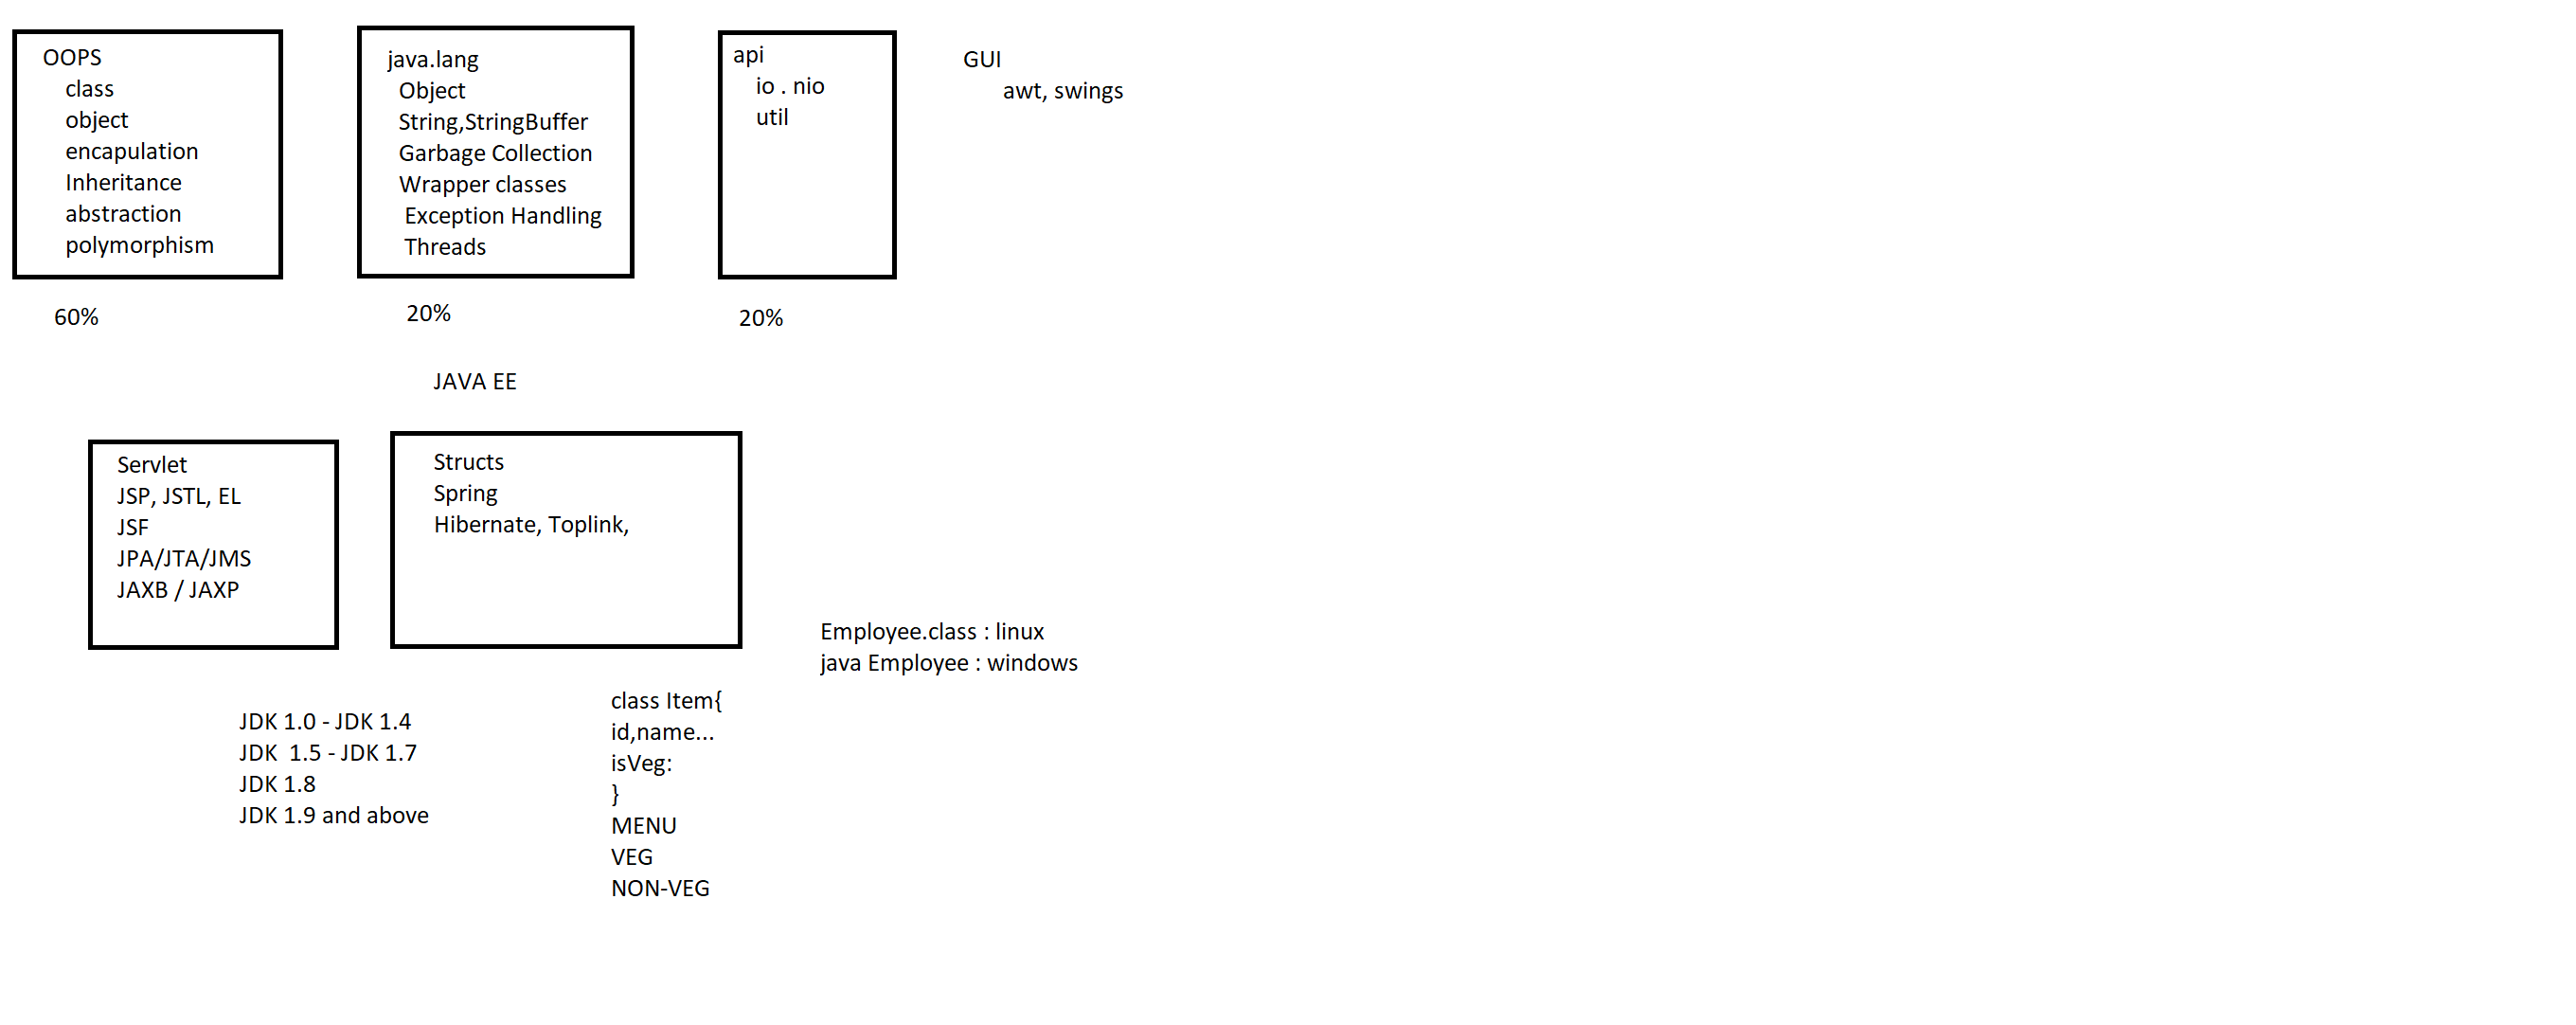 OOPS
class
object
encapulation
Inheritance
abstraction
polymorphism
60%
java.lang
Object
String,StringBuffer
Garbage Collection
Wrapper classes
Exception Handling
Threads
20%
api
io . nio
util
20%
GUI
awt, swings
JAVA EE
Servlet
JSP, JSTL, EL
JSF
JPA/JTA/JMS
JAXB / JAXP
Structs
Spring
Hibernate, Toplink,
Employee.class : linux
java Employee : windows
JDK 1.0 - JDK 1.4
JDK  1.5 - JDK 1.7
JDK 1.8
JDK 1.9 and above
class Item{
id,name...
isVeg:
}
MENU
VEG
NON-VEG